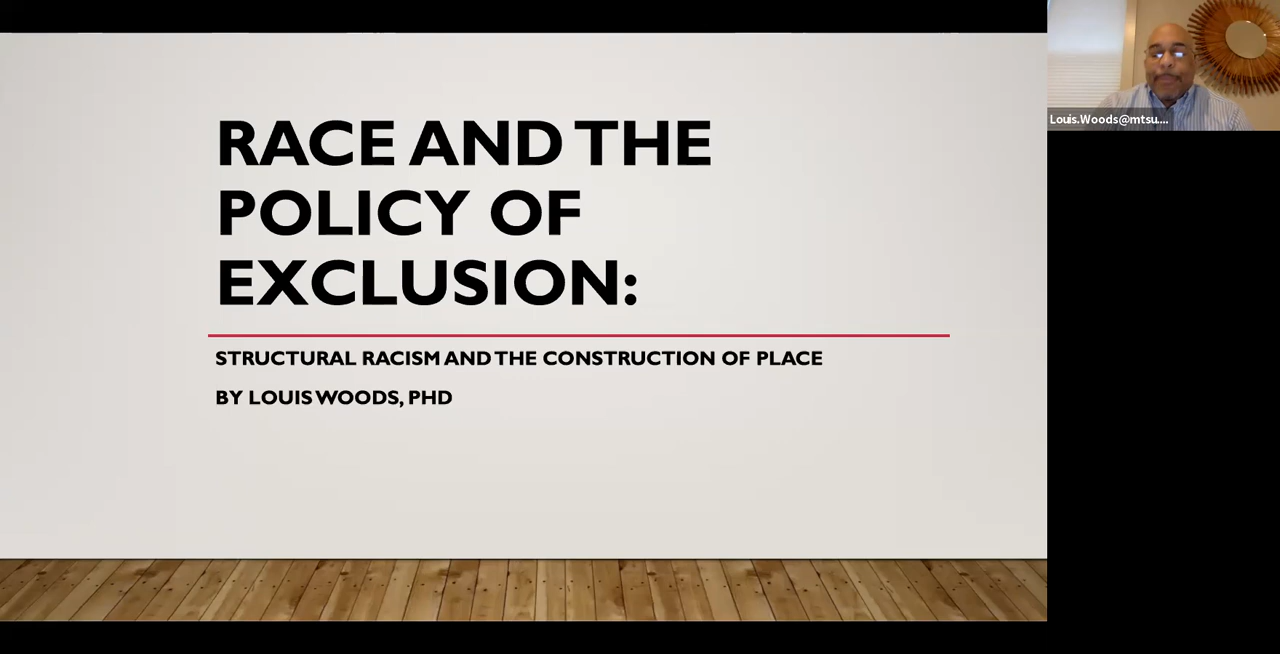 RACE AND THE
POLICY OF
EXCLUSION:
STRUCTURAL RACISM AND THE CONSTRUCTION OF PLACE
BY LOUIS WOODS, PHD
Louis.Woods@mtsu....